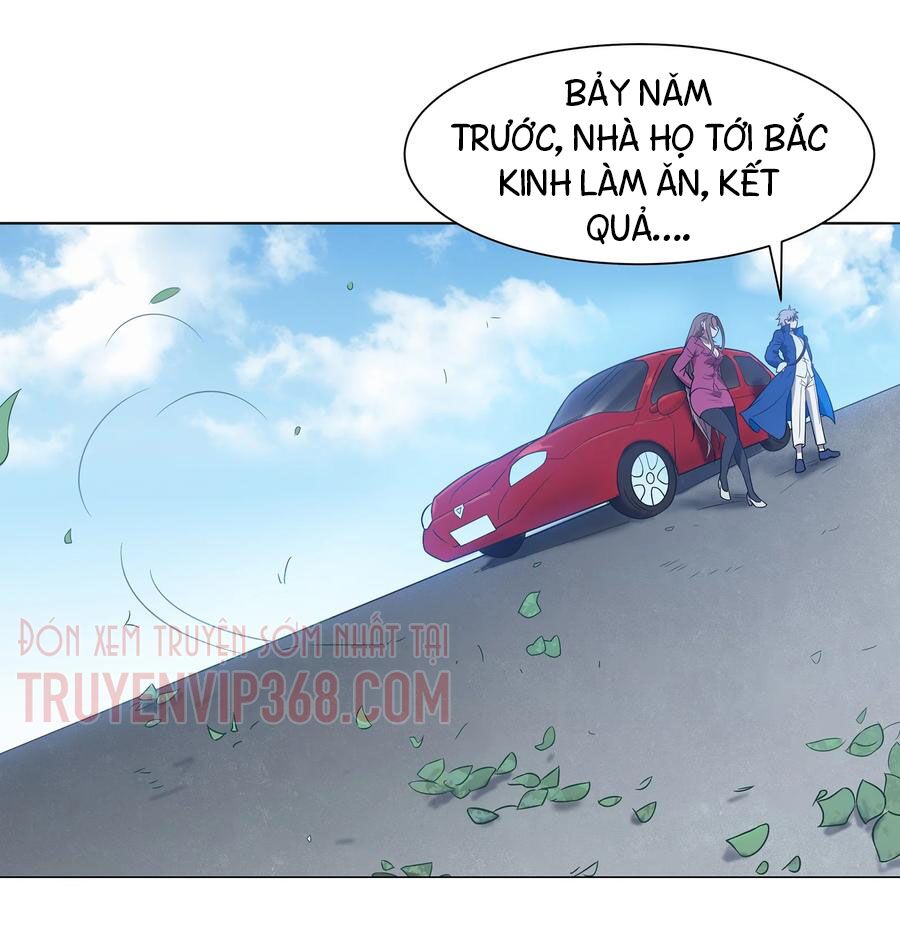 BẢY NĂM
TRƯỚC, NHÀ HỌ TỚI BẮC
KINH LÀM ĂN, KẾT
QUẢ....
ĐÓN XEM TRUYỆN SỚM NHẤT TẠI
TRUYENVIP368.COM